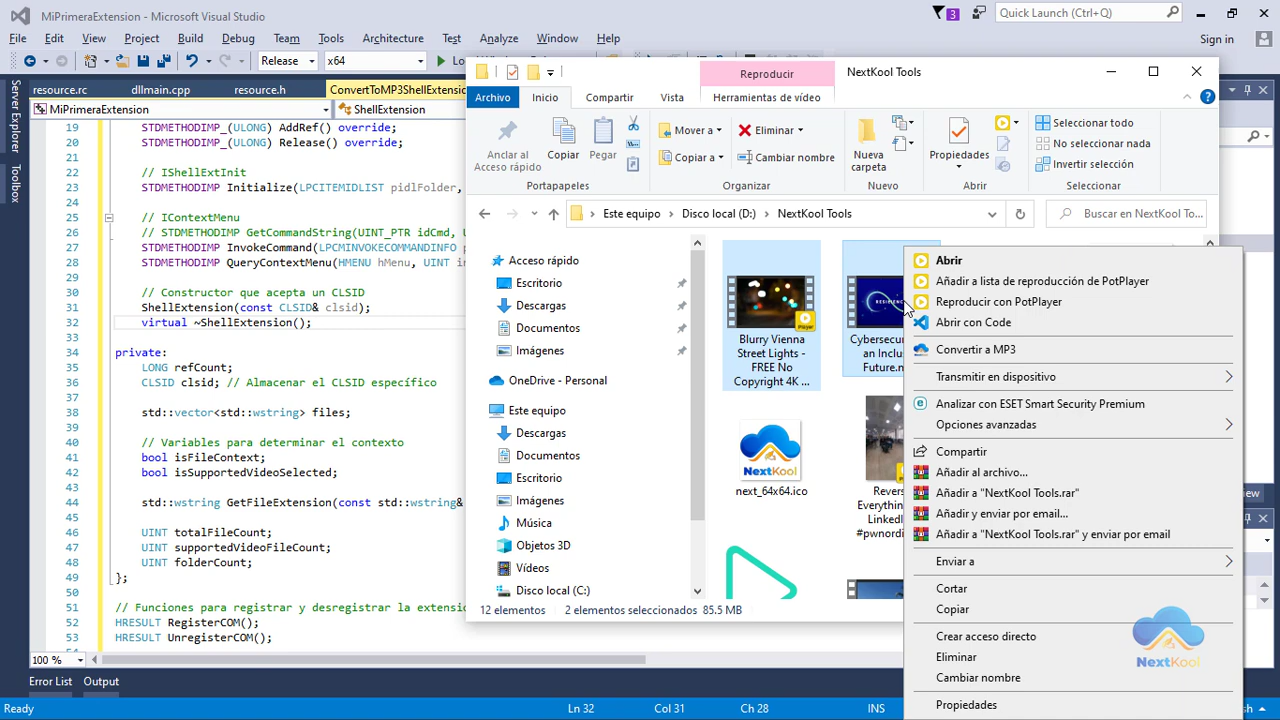 MiPrimeraExtension - Microsoft Visual Studio
3
Quick Launch (Ctrl+Q)
File Edit View Project Build Debug Team Tools Architecture Test Analyze Window Help
Sign in
Release x64
resource.rc dllmain.cpp resource.h ConvertToMP3ShellExtensio
MiPrimeraExtension ShellExtension
Server Explorer
Toolbox
19 STDMETHODIMP_(ULONG) AddRef() override;
20 STDMETHODIMP_(ULONG) Release() override;
21
22 // IShellExtInit
23 STDMETHODIMP Initialize(LPCITEMIDLIST pidlFolder,
24
25 // IContextMenu
26 // STDMETHODIMP GetCommandString(UINT_PTR idCmd, U
27 STDMETHODIMP InvokeCommand(LPCMINVOKECOMMANDINFO p
28 STDMETHODIMP QueryContextMenu(HMENU hMenu, UINT in
29
30 // Constructor que acepta un CLSID
31 ShellExtension(const CLSID& clsid);
32 virtual ~ShellExtension();
33
34 private:
35 LONG refCount;
36 CLSID clsid; // Almacenar el CLSID específico
37
38 std::vector<std::wstring> files;
39
40 // Variables para determinar el contexto
41 bool isFileContext;
42 bool isSupportedVideoSelected;
43
44 std::wstring GetFileExtension(const std::wstring&
45
46 UINT totalFileCount;
47 UINT supportedVideoFileCount;
48 UINT folderCount;
49 };
50
51 // Funciones para registrar y desregistrar la extensió
52 HRESULT RegisterCOM();
53 HRESULT UnregisterCOM();
100 %
Error List Output
Ready Ln 32 Col 31 Ch 28 INS
Reproducir
NextKool Tools
Archivo Inicio Compartir Vista Herramientas de vídeo
Anclar al
Acceso rápido
Copiar
Pegar
Portapapeles
Mover a
Copiar a
Eliminar
Cambiar nombre
Organizar
Nueva
carpeta
Nuevo
Propiedades
Abrir
Seleccionar todo
No seleccionar nada
Invertir selección
Seleccionar
Este equipo > Disco local (D:) > NextKool Tools
Buscar en NextKool To...
Acceso rápido
Escritorio
Descargas
Documentos
Imágenes
OneDrive - Personal
Este equipo
Descargas
Documentos
Escritorio
Imágenes
Música
Objetos 3D
Vídeos
Disco local (C:)
Blurry Vienna
Street Lights -
FREE No
Copyright 4K ...
Cybersecur
an Inclus
Future.m
NextKool
next_64x64.ico
Revers
Everythin
LinkedI
#pwnordi
12 elementos 2 elementos seleccionados 85.5 MB
Abrir
Añadir a lista de reproducción de PotPlayer
Reproducir con PotPlayer
Abrir con Code
Convertir a MP3
Transmitir en dispositivo
Analizar con ESET Smart Security Premium
Opciones avanzadas
Compartir
Añadir al archivo...
Añadir a "NextKool Tools.rar"
Añadir y enviar por email...
Añadir a "NextKool Tools.rar" y enviar por email
Enviar a
Cortar
Copiar
Crear acceso directo
Eliminar
Cambiar nombre
Propiedades
NextKool